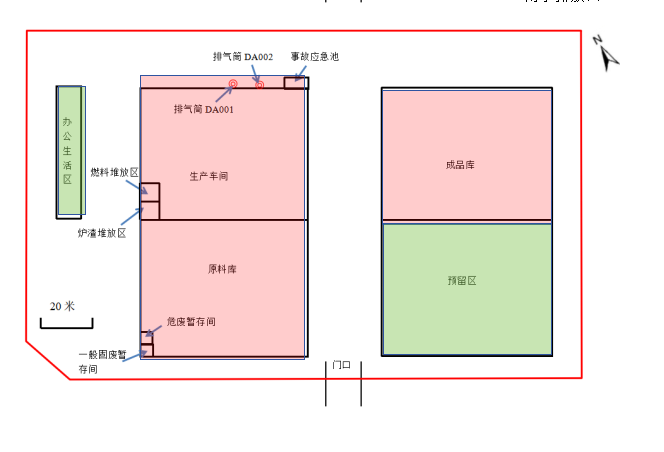 N
排气筒 DA002
事故应急池
排气筒 DA001
办公生活区
燃料堆放区
生产车间
成品库
炉渣堆放区
原料库
预留区
20 米
危废暂存间
一般固废暂
存间
门口